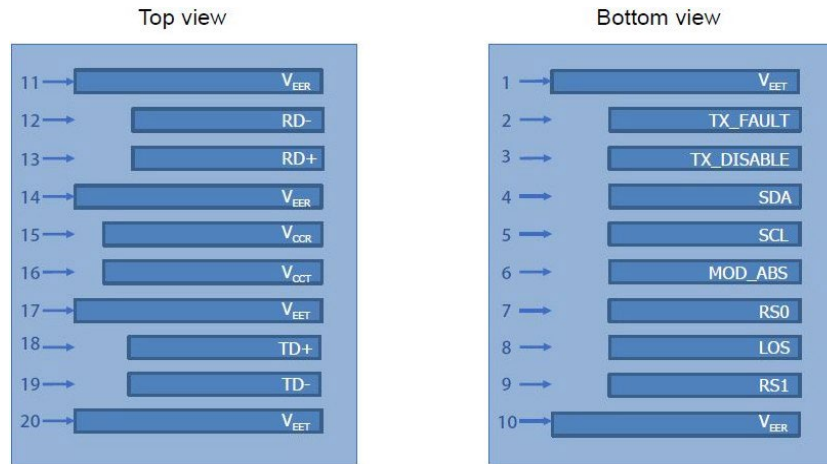 Top view
Bottom view
11 VEER
12 RD-
13 RD+
14 VEER
15 VCCR
16 VCCT
17 VEET
18 TD+
19 TD-
20 VEET
1 VEET
2 TX_FAULT
3 TX_DISABLE
4 SDA
5 SCL
6 MOD_ABS
7 RS0
8 LOS
9 RS1
10 VEER